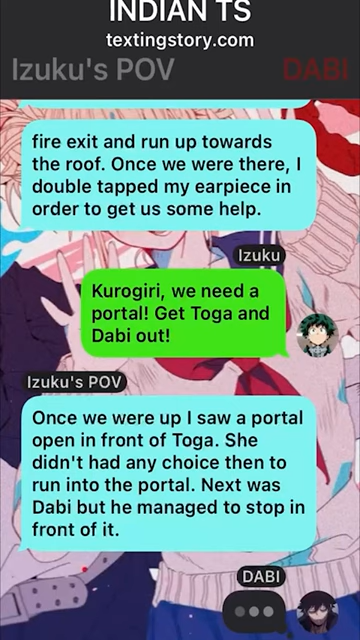 INDIAN TS
textingstory.com
Izuku's POV DABI
fire exit and run up towards
the roof. Once we were there, I
double tapped my earpiece in
order to get us some help.
Izuku
Kurogiri, we need a
portal! Get Toga and
Dabi out!
Izuku's POV
Once we were up I saw a portal
open in front of Toga. She
didn't had any choice then to
run into the portal. Next was
Dabi but he managed to stop in
front of it.
DABI